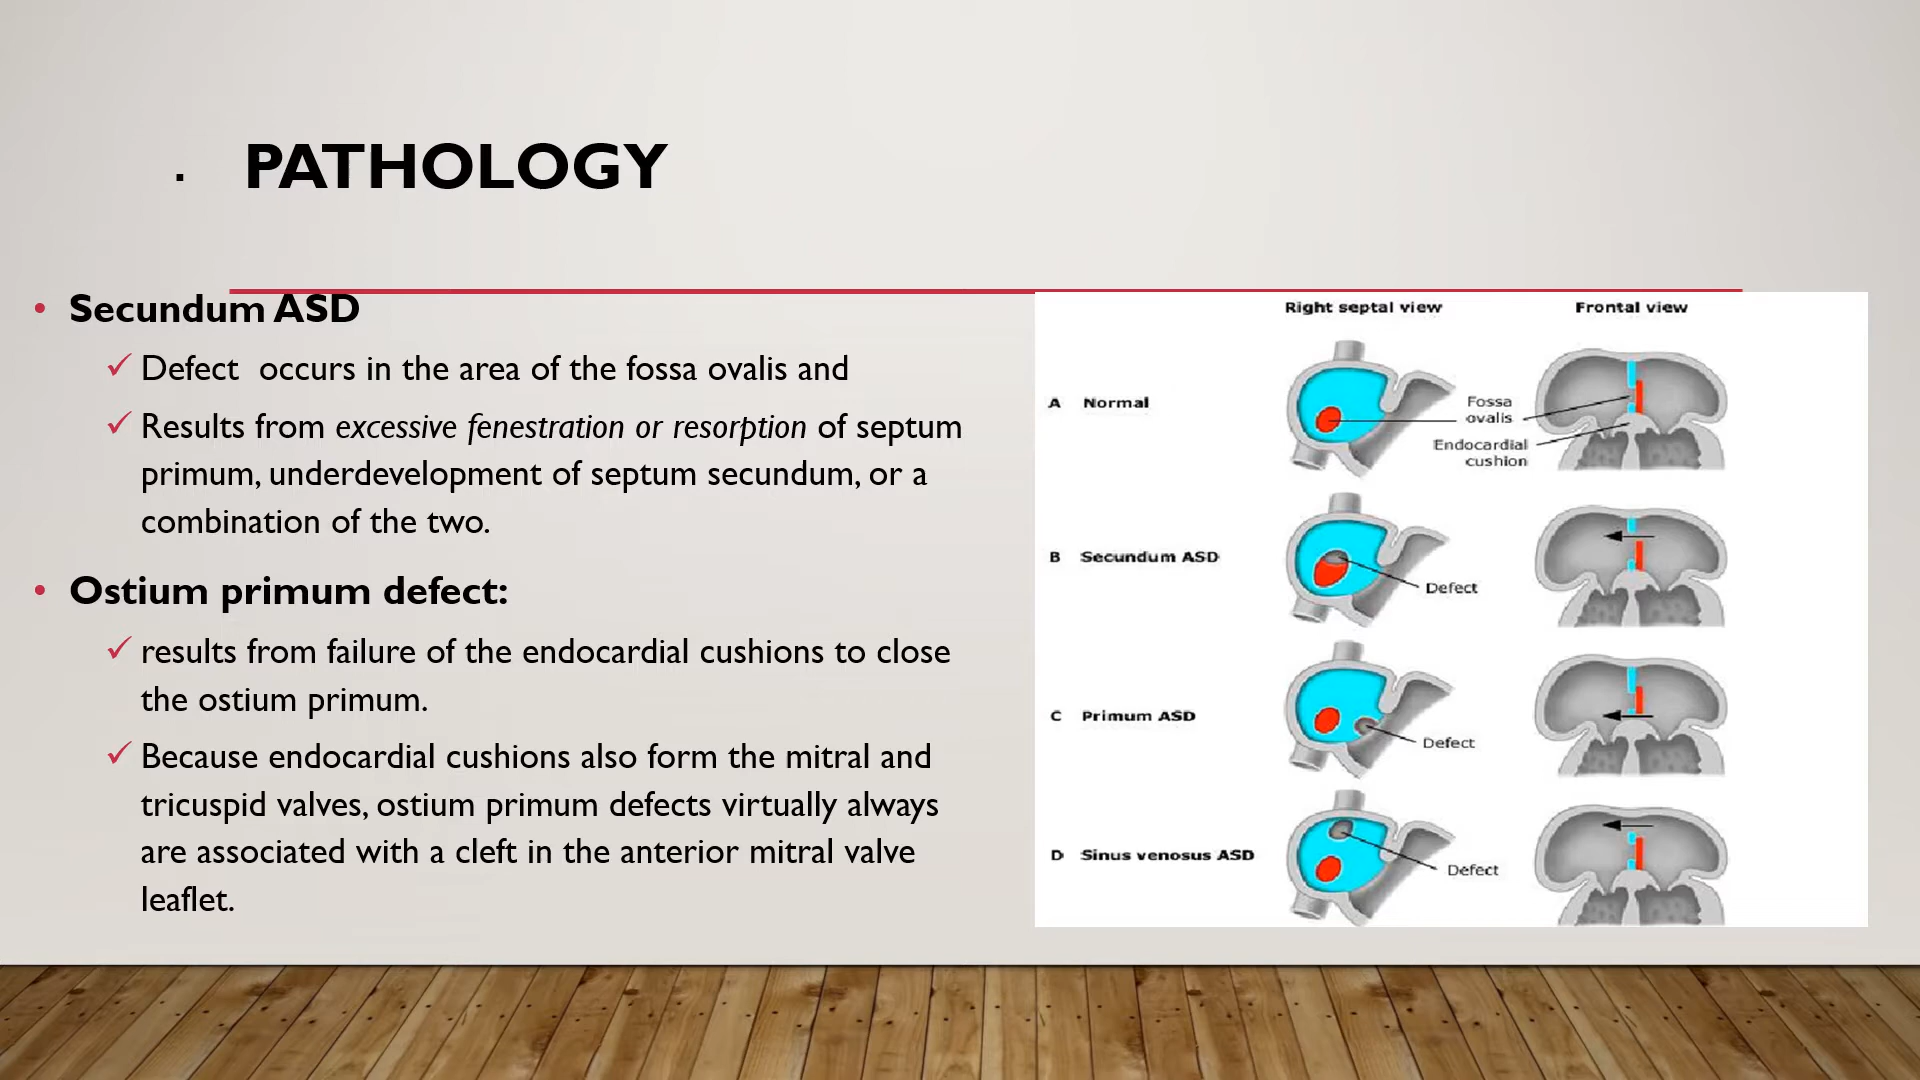 PATHOLOGY
• Secundum ASD
✓ Defect  occurs in the area of the fossa ovalis and
✓ Results from excessive fenestration or resorption of septum
primum, underdevelopment of septum secundum, or a
combination of the two.
• Ostium primum defect:
✓ results from failure of the endocardial cushions to close
the ostium primum.
✓ Because endocardial cushions also form the mitral and
tricuspid valves, ostium primum defects virtually always
are associated with a cleft in the anterior mitral valve
leaflet.
Right septal view Frontal view
A Normal
Fossa
ovalis
Endocardial
cushion
B Secundum ASD
Defect
C Primum ASD
Defect
D Sinus venosus ASD
Defect